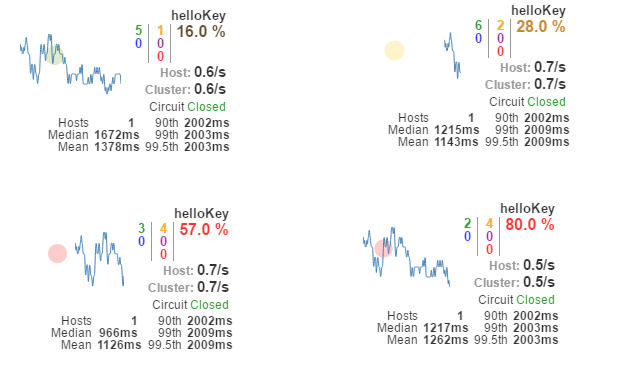 helloKey
5 1 16.0 %
0 0
0
Host: 0.6/s
Cluster: 0.6/s
Circuit Closed
Hosts 1 90th 2002ms
Median 1672ms 99th 2003ms
Mean 1378ms 99.5th 2003ms
helloKey
6 2 28.0 %
0 0
0
Host: 0.7/s
Cluster: 0.7/s
Circuit Closed
Hosts 1 90th 2002ms
Median 1215ms 99th 2009ms
Mean 1143ms 99.5th 2009ms
helloKey
3 4 57.0 %
0 0
0
Host: 0.7/s
Cluster: 0.7/s
Circuit Closed
Hosts 1 90th 2002ms
Median 966ms 99th 2009ms
Mean 1126ms 99.5th 2009ms
helloKey
2 4 80.0 %
0 0
0
Host: 0.5/s
Cluster: 0.5/s
Circuit Closed
Hosts 1 90th 2002ms
Median 1217ms 99th 2003ms
Mean 1262ms 99.5th 2003ms